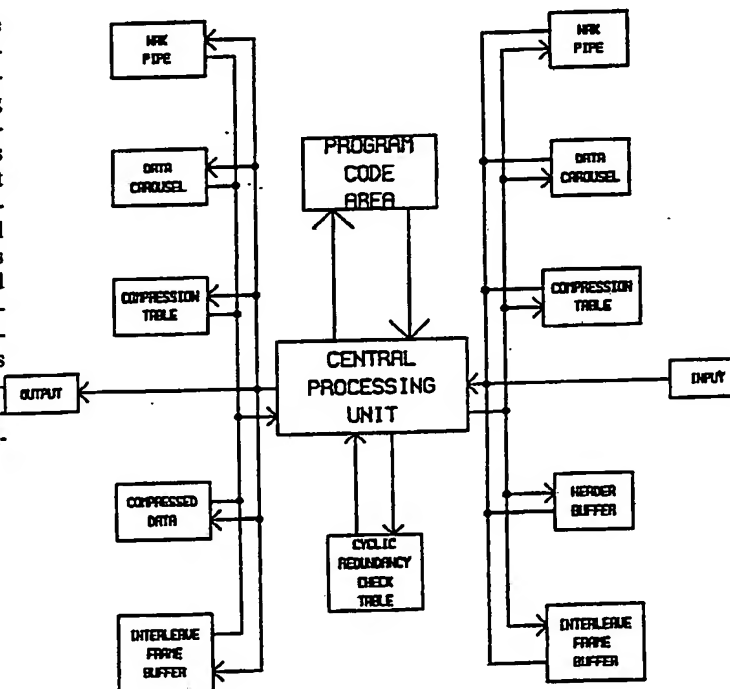 WAK
PIPE
DATA
CAROUSEL
COMPRESSION
TABLE
OUTPUT
COMPRESSED
DATA
INTERLEAVE
FRAME
BUFFER
PROGRAM
CODE
AREA
CENTRAL
PROCESSING
UNIT
CYCLIC
REDUNDANCY
CHECK
TABLE
WAK
PIPE
DATA
CAROUSEL
COMPRESSION
TABLE
INPUT
HEADER
BUFFER
INTERLEAVE
FRAME
BUFFER